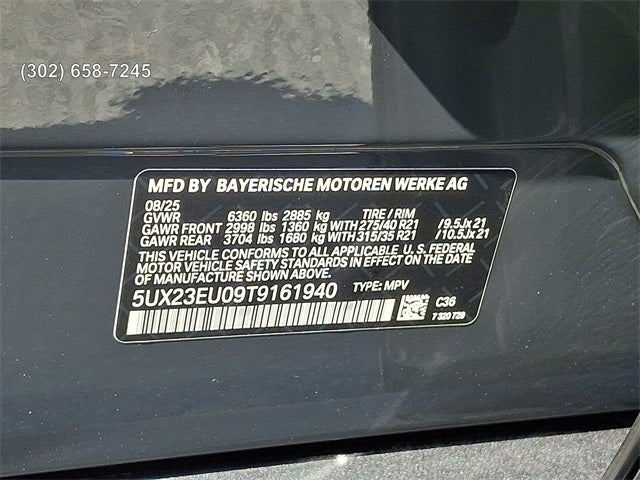 (302) 658-7245
MFD BY BAYERISCHE MOTOREN WERKE AG
08/25
GVWR 6360 lbs 2885 kg TIRE / RIM
GAWR FRONT 2998 lbs 1360 kg WITH 275/40 R21 /9.5Jx21
GAWR REAR 3704 lbs 1680 kg WITH 315/35 R21 /10.5Jx21
THIS VEHICLE CONFORMS TO ALL APPLICABLE U.S. FEDERAL
MOTOR VEHICLE SAFETY STANDARDS IN EFFECT ON THE DATE
OF MANUFACTURE SHOWN ABOVE.
5UX23EU09T9161940 TYPE: MPV
C36
7 320 729